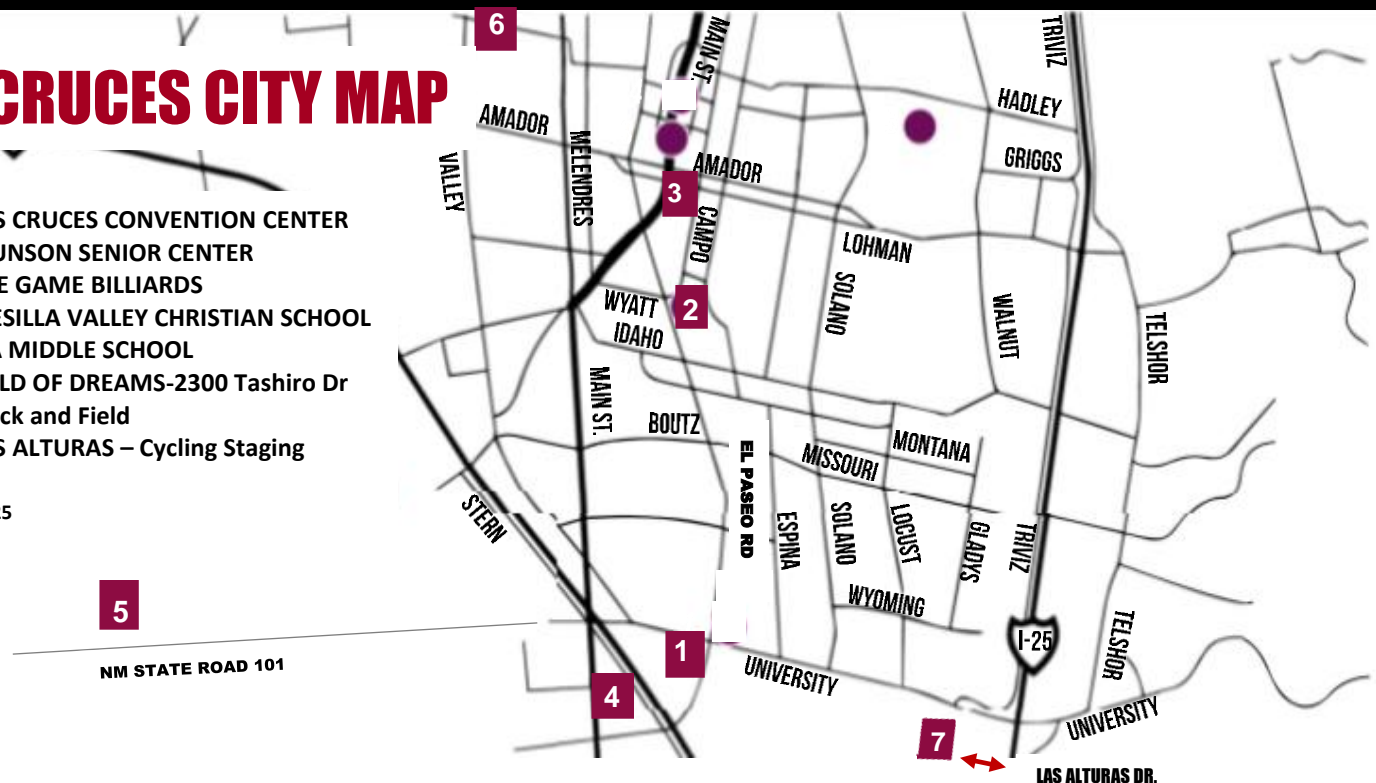 6
CRUCES CITY MAP
MAIN ST.
TRIVIZ
HADLEY
AMADOR
MELENDRES
VALLEY
AMADOR
GRIGGS
3
CAMPO
LOHMAN
S CRUCES CONVENTION CENTER
UNSON SENIOR CENTER
E GAME BILLIARDS
ESILLA VALLEY CHRISTIAN SCHOOL
A MIDDLE SCHOOL
LD OF DREAMS-2300 Tashiro Dr
ck and Field
S ALTURAS – Cycling Staging
25
WYATT
2
IDAHO
SOLANO
WALNUT
TELSHOR
MAIN ST.
BOUTZ
EL PASEO RD
MISSOURI
MONTANA
STERN
ESPINA
SOLANO
LOCUST
GLADYS
TRIVIZ
WYOMING
5
NM STATE ROAD 101
1
UNIVERSITY
I-25
TELSHOR
4
7
UNIVERSITY
LAS ALTURAS DR.